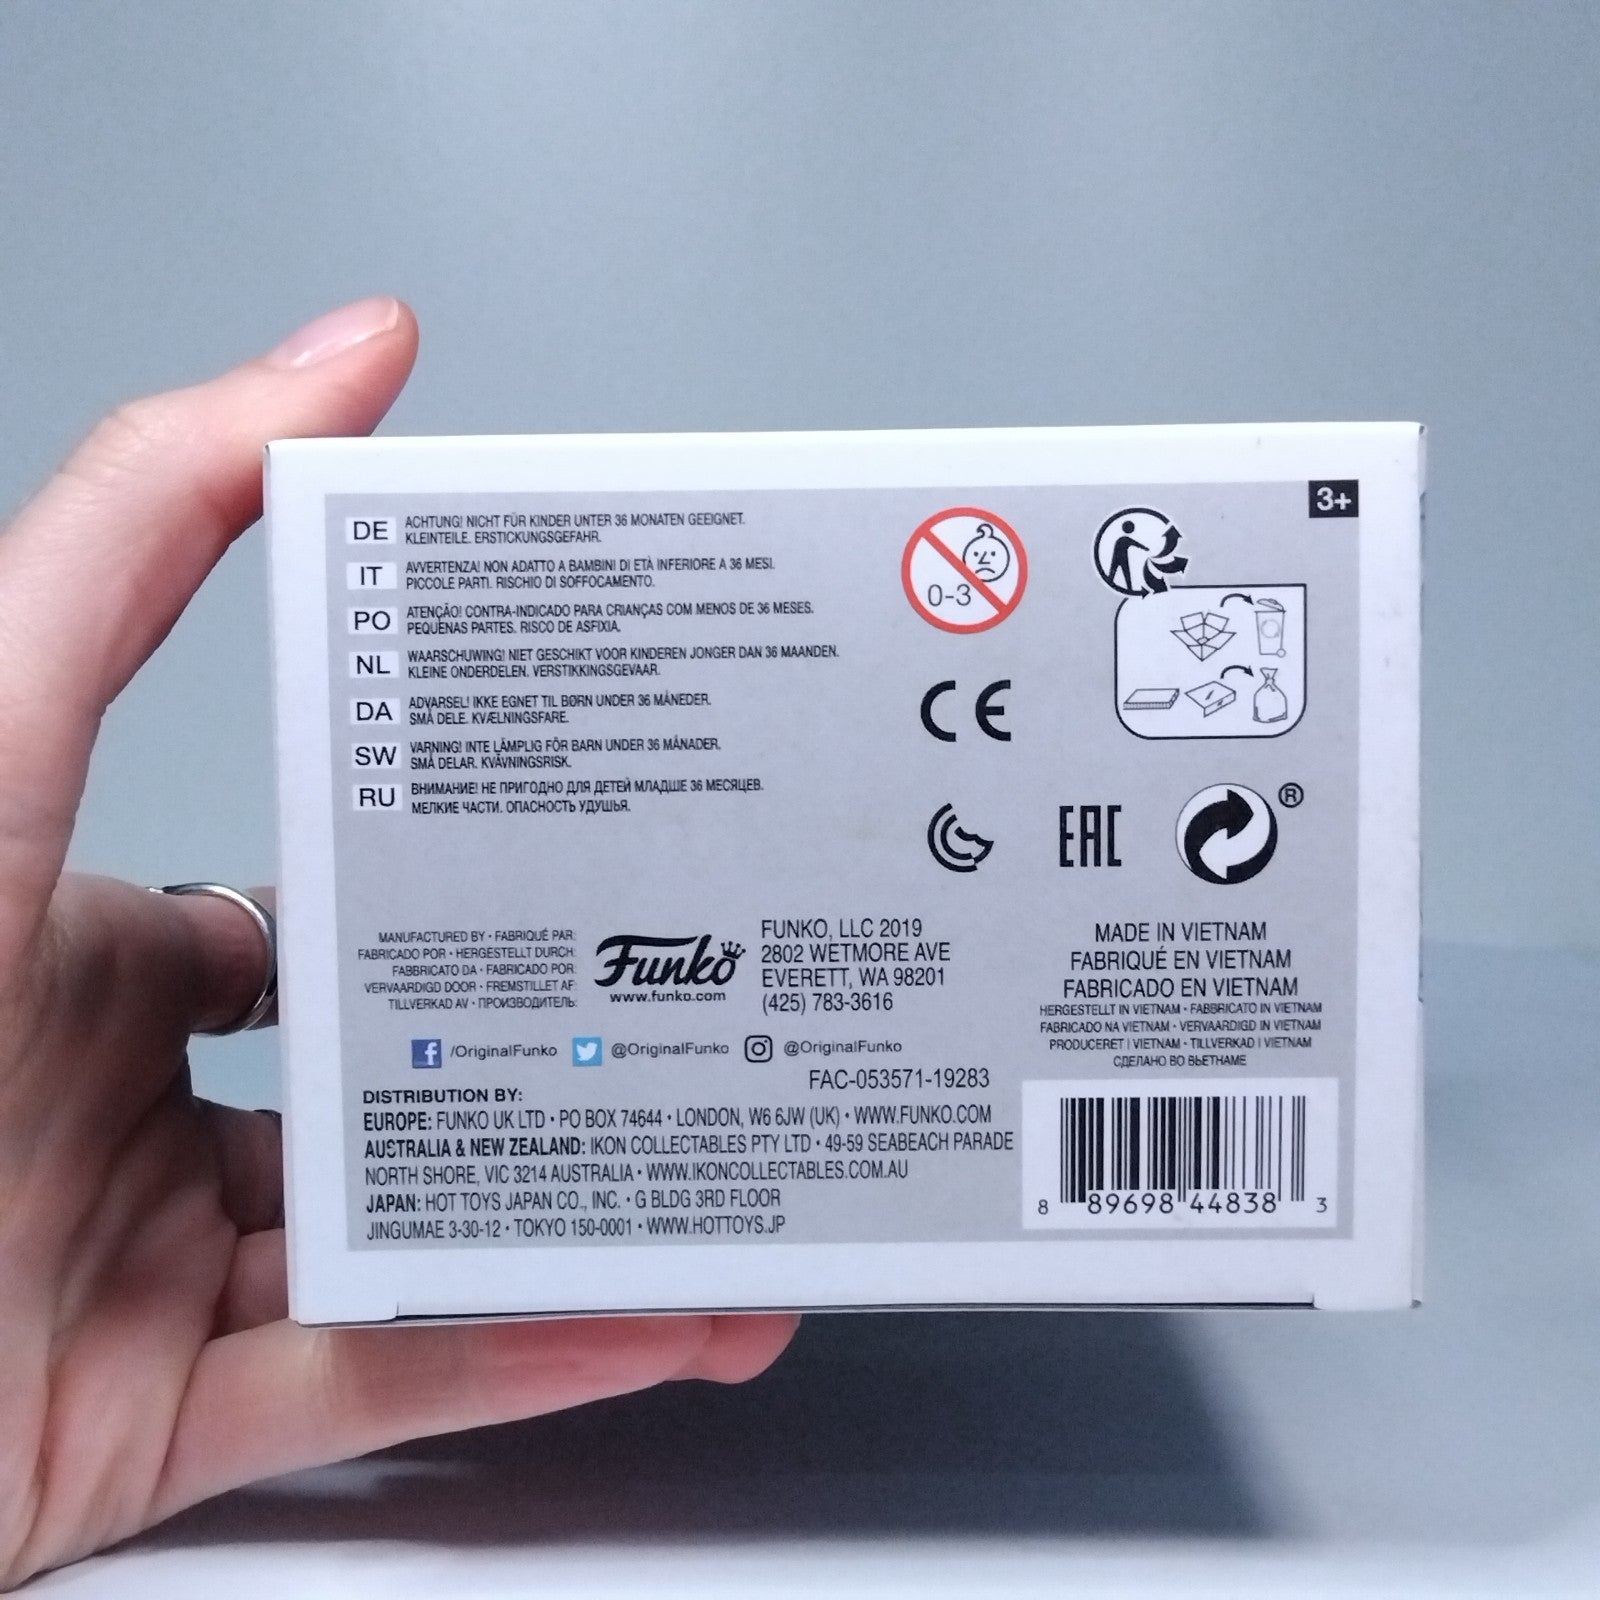 3+
DE
ACHTUNG! NICHT FÜR KINDER UNTER 36 MONATEN GEEIGNET.
KLEINTEILE. ERSTICKUNGSGEFAHR.
IT
AVVERTENZA! NON ADATTO A BAMBINI DI ETÀ INFERIORE A 36 MESI.
PICCOLE PARTI. RISCHIO DI SOFFOCAMENTO.
PO
ATENÇÃO! CONTRA-INDICADO PARA CRIANÇAS COM MENOS DE 36 MESES.
PEQUENAS PARTES. RISCO DE ASFIXIA.
NL
WAARSCHUWING! NIET GESCHIKT VOOR KINDEREN JONGER DAN 36 MAANDEN.
KLEINE ONDERDELEN. VERSTIKKINGSGEVAAR.
DA
ADVARSEL! IKKE EGNET TIL BØRN UNDER 36 MÅNEDER.
SMÅ DELE. KVÆLNINGSFARE.
SW
VARNING! INTE LÄMPLIG FÖR BARN UNDER 36 MÅNADER.
SMÅ DELAR. KVÄVNINGSRISK.
RU
ВНИМАНИЕ! НЕ ПРИГОДНО ДЛЯ ДЕТЕЙ МЛАДШЕ 36 МЕСЯЦЕВ.
МЕЛКИЕ ЧАСТИ. ОПАСНОСТЬ УДУШЬЯ.
0-3
CE
EAC
®
MANUFACTURED BY • FABRIQUÉ PAR:
FABRICADO POR • HERGESTELLT DURCH:
FABBRICATO DA • FABRICADO POR:
VERVAARDIGD DOOR • FREMSTILLET AF:
TILLVERKAD AV • ПРОИЗВОДИТЕЛЬ:
Funko
www.funko.com
FUNKO, LLC 2019
2802 WETMORE AVE
EVERETT, WA 98201
(425) 783-3616
MADE IN VIETNAM
FABRIQUÉ EN VIETNAM
FABRICADO EN VIETNAM
HERGESTELLT IN VIETNAM • FABBRICATO IN VIETNAM
FABRICADO NA VIETNAM • VERVAARDIGD IN VIETNAM
PRODUCERET I VIETNAM • TILLVERKAD I VIETNAM
СДЕЛАНО ВО ВЬЕТНАМЕ
/OriginalFunko @OriginalFunko @OriginalFunko
FAC-053571-19283
DISTRIBUTION BY:
EUROPE: FUNKO UK LTD • PO BOX 74644 • LONDON, W6 6JW (UK) • WWW.FUNKO.COM
AUSTRALIA & NEW ZEALAND: IKON COLLECTABLES PTY LTD • 49-59 SEABEACH PARADE
NORTH SHORE, VIC 3214 AUSTRALIA • WWW.IKONCOLLECTABLES.COM.AU
JAPAN: HOT TOYS JAPAN CO., INC. • G BLDG 3RD FLOOR
JINGUMAE 3-30-12 • TOKYO 150-0001 • WWW.HOTTOYS.JP
8 89698 44838 3